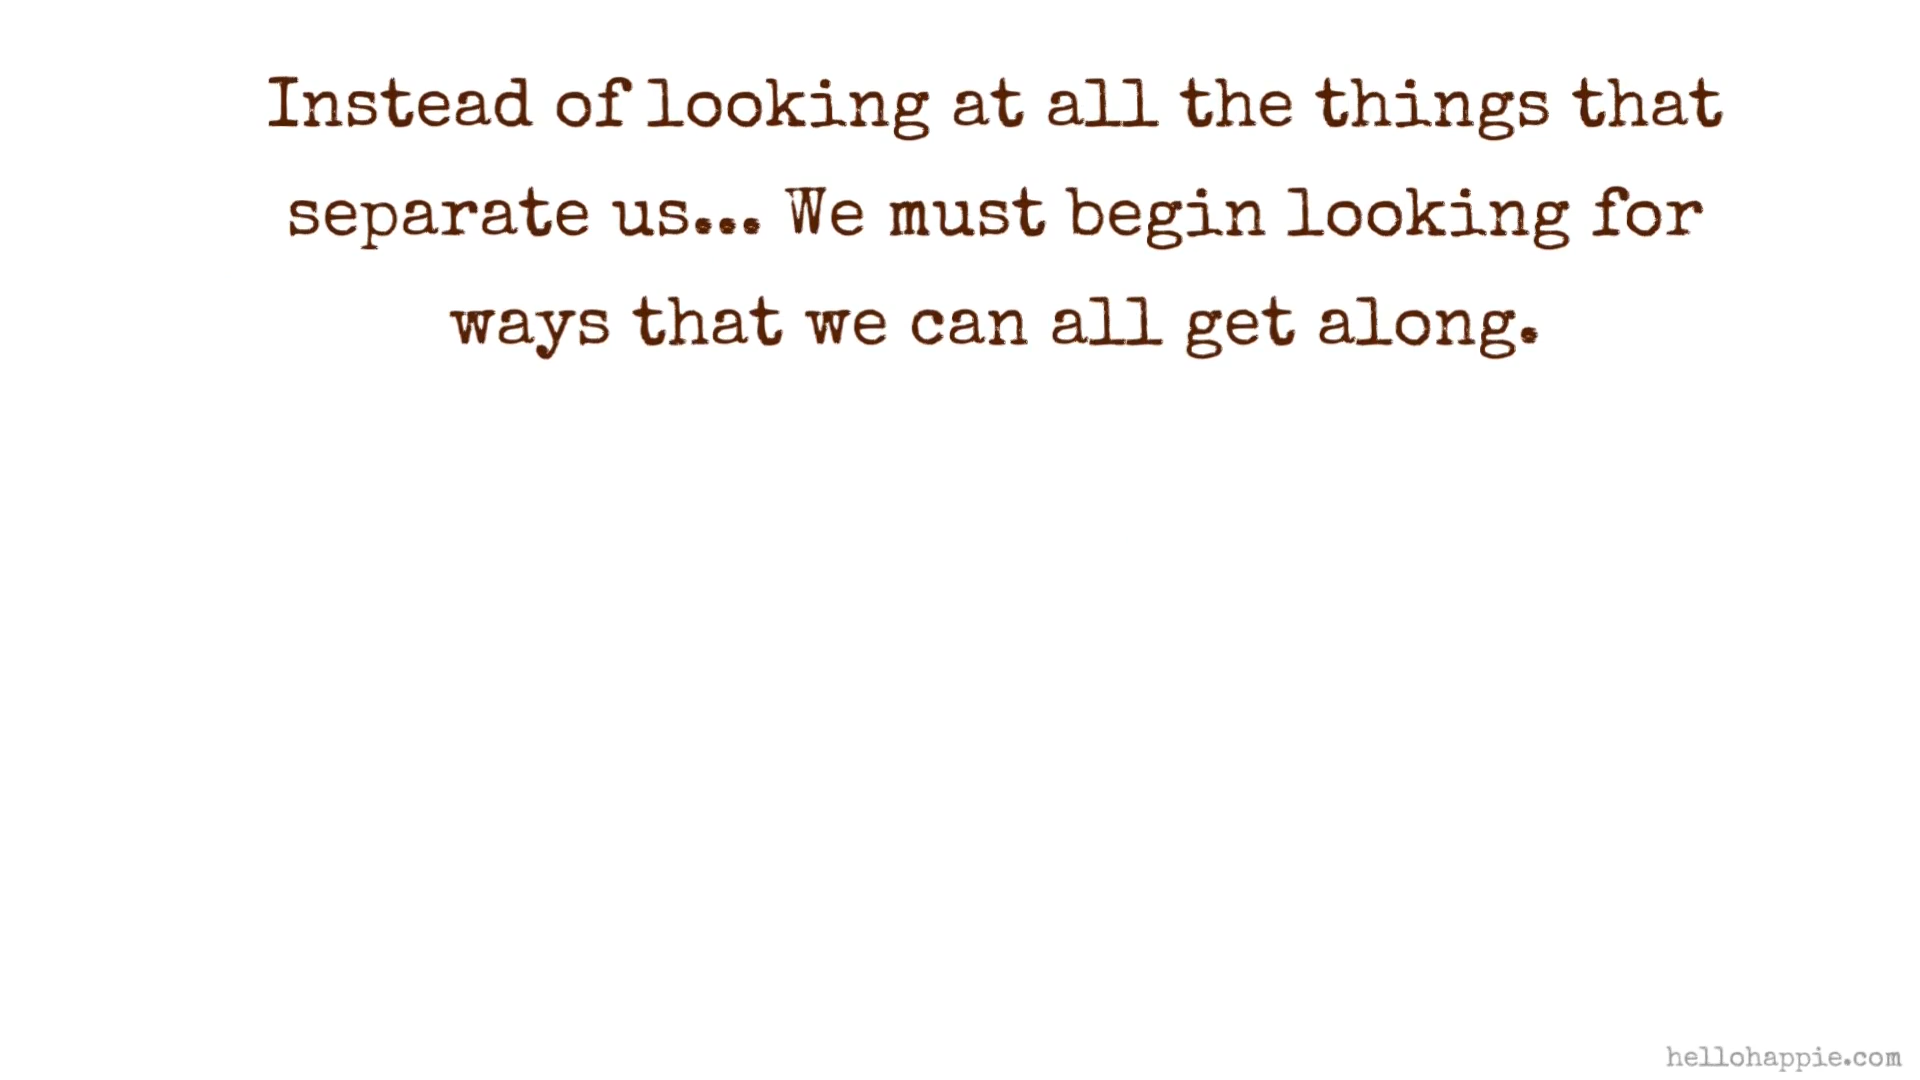 Instead of looking at all the things that
separate us... We must begin looking for
ways that we can all get along.
hellohappie.com